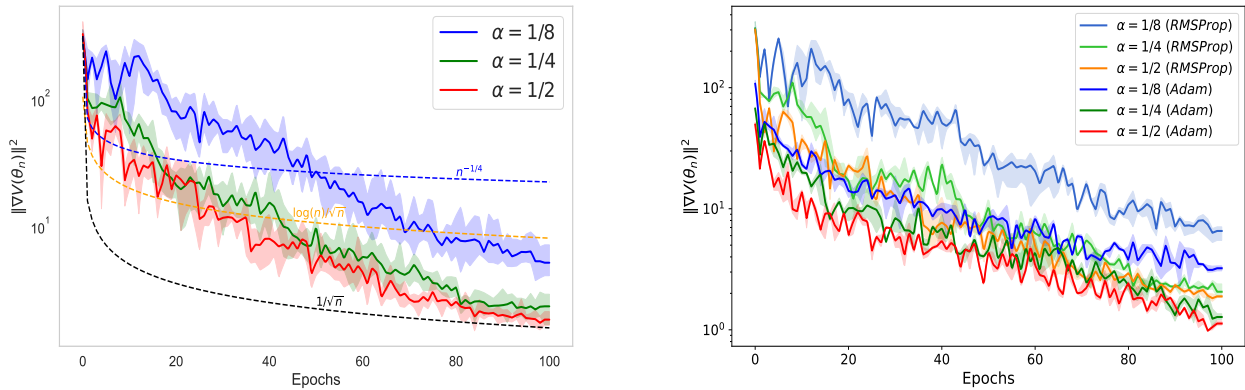 α = 1/8
α = 1/4
α = 1/2
n^{-1/4}
log(n)/√n
1/√n
10²
10¹
‖∇V(θₙ)‖²
0 20 40 60 80 100
Epochs
α = 1/8 (RMSProp)
α = 1/4 (RMSProp)
α = 1/2 (RMSProp)
α = 1/8 (Adam)
α = 1/4 (Adam)
α = 1/2 (Adam)
10²
10¹
10⁰
‖∇V(θₙ)‖²
0 20 40 60 80 100
Epochs